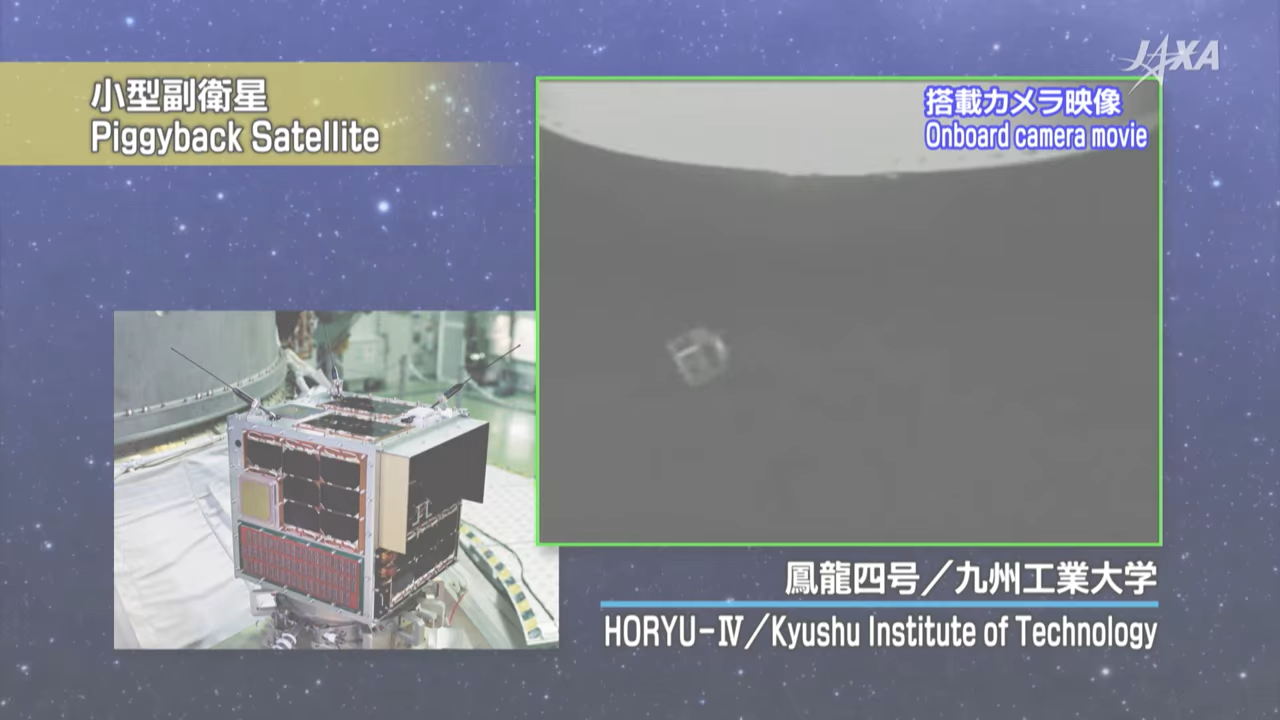 JAXA
小型副衛星
Piggyback Satellite
搭載カメラ映像
Onboard camera movie
鳳龍四号／九州工業大学
HORYU-Ⅳ／Kyushu Institute of Technology